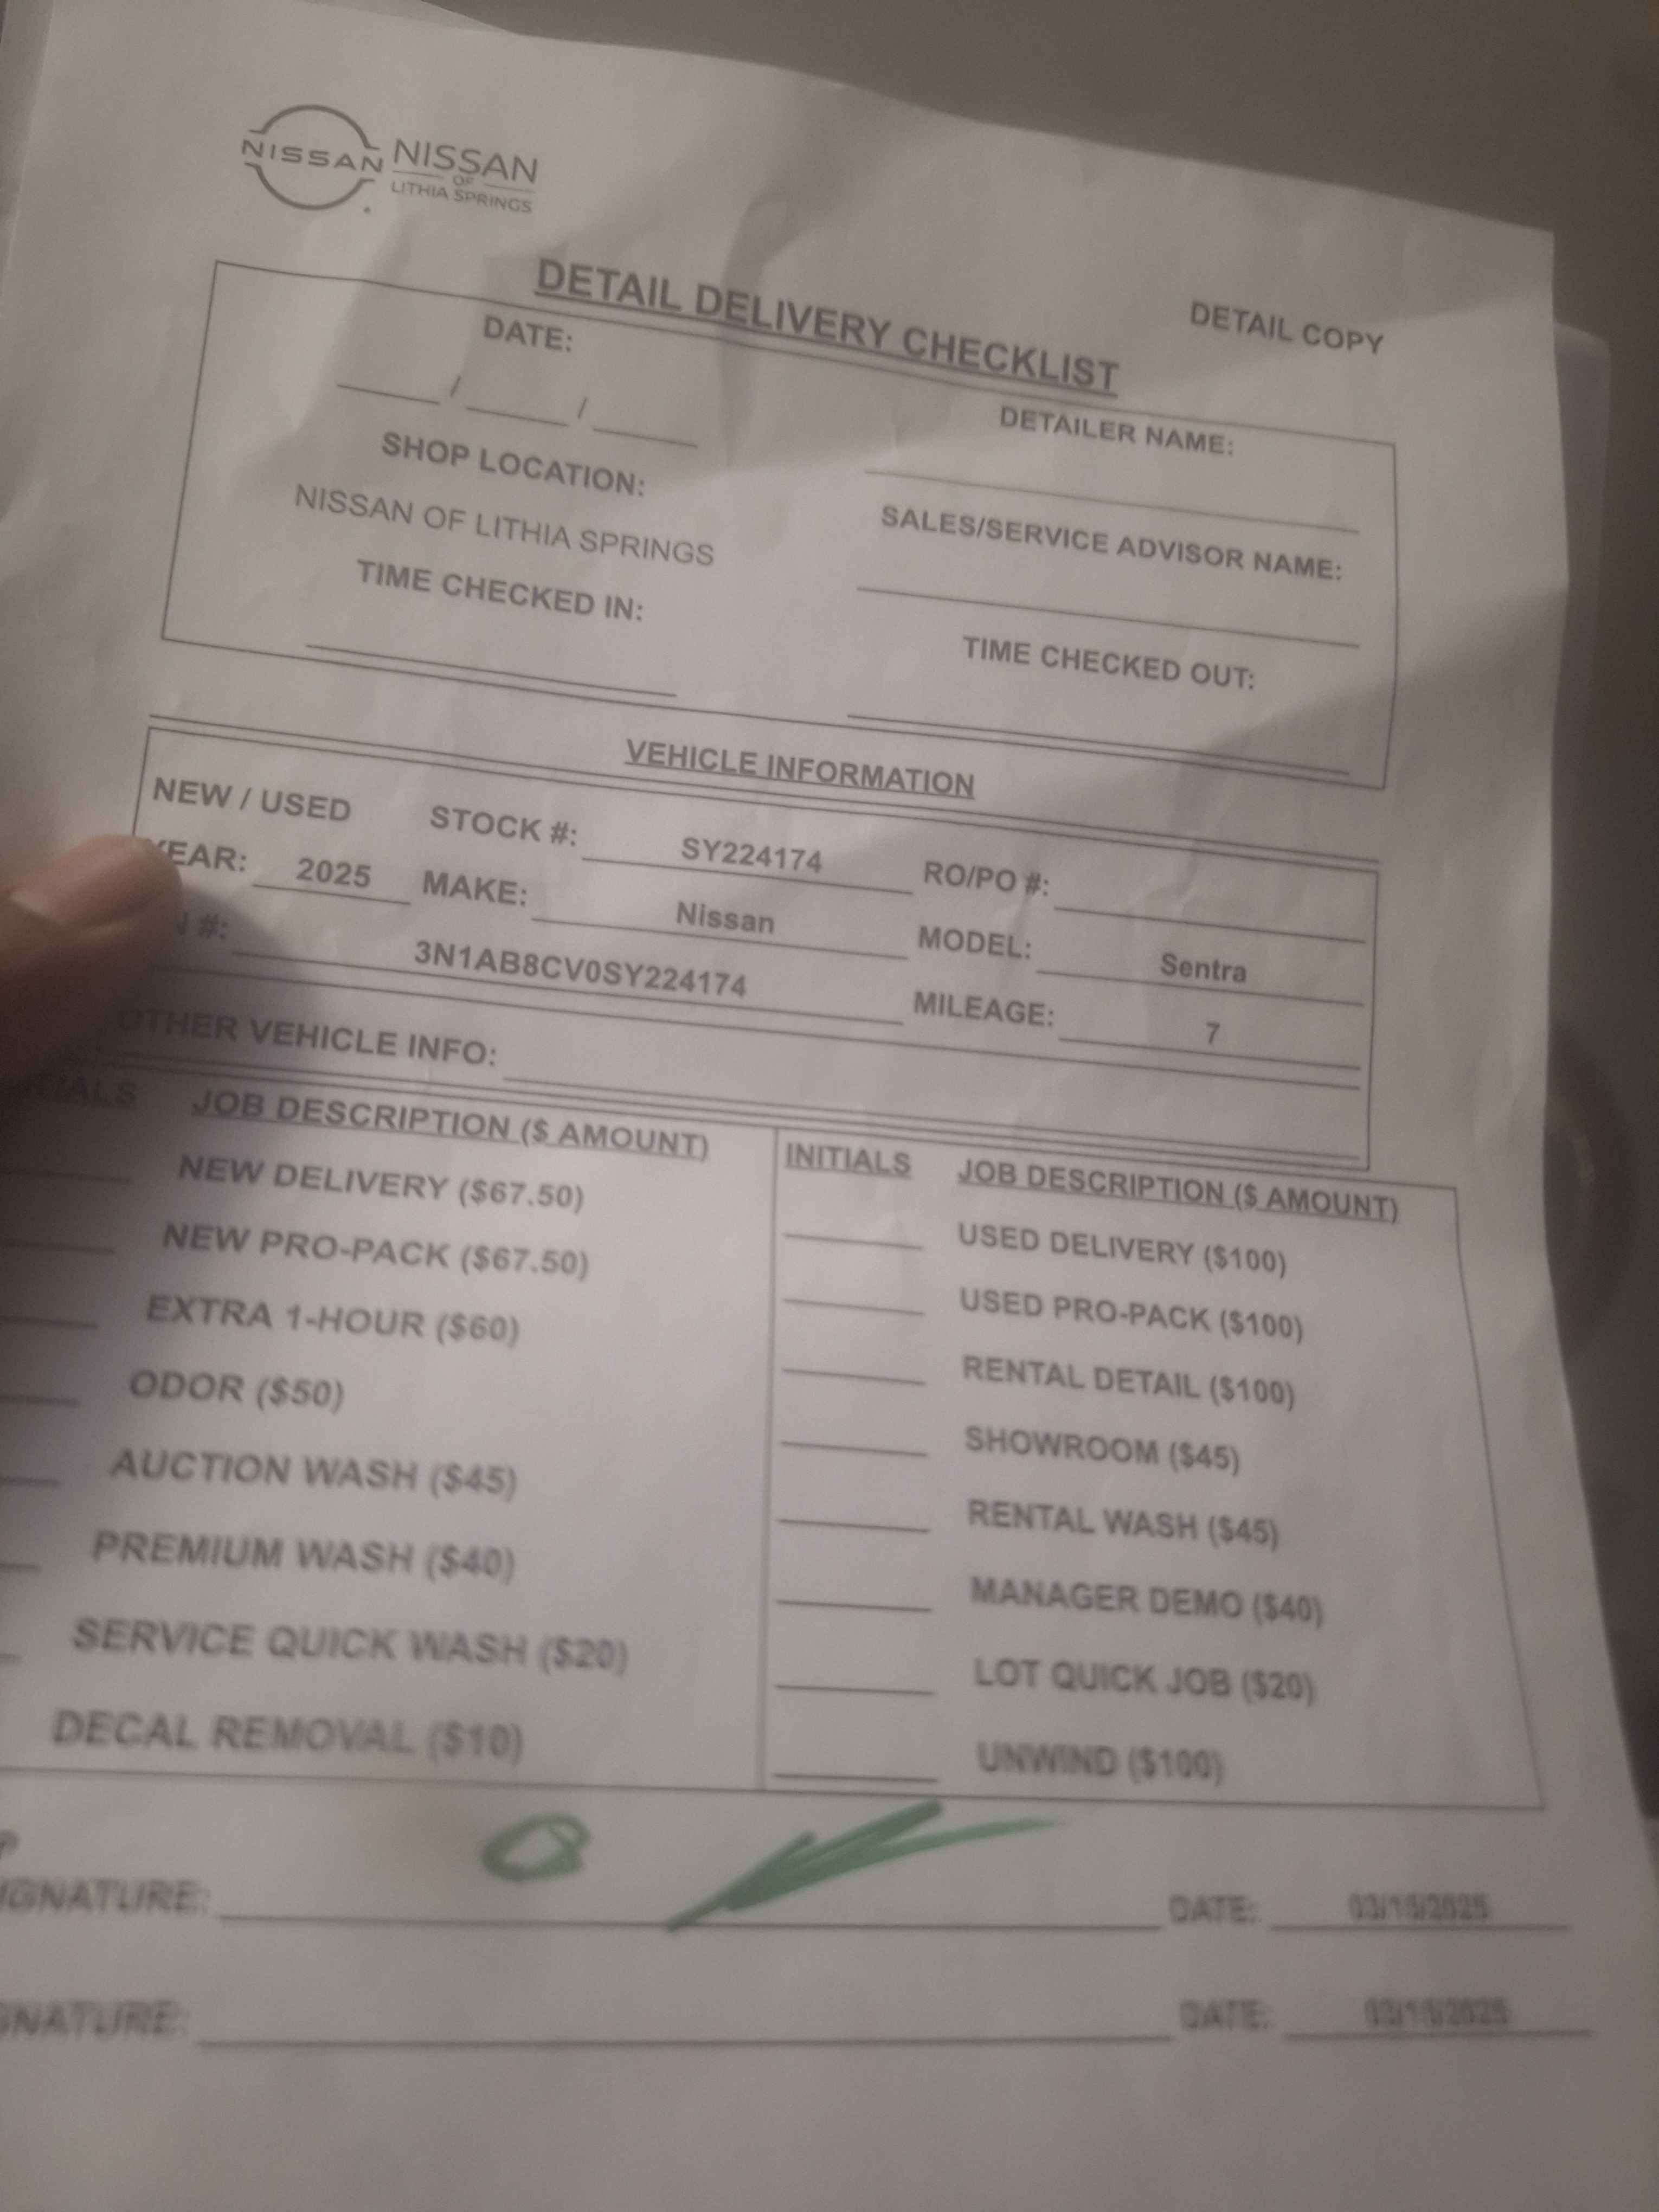 NISSAN
NISSAN
OF
LITHIA SPRINGS
DETAIL COPY
DETAIL DELIVERY CHECKLIST
DATE:
/ /
DETAILER NAME:
SHOP LOCATION:
NISSAN OF LITHIA SPRINGS
SALES/SERVICE ADVISOR NAME:
TIME CHECKED IN:
TIME CHECKED OUT:
VEHICLE INFORMATION
NEW / USED STOCK #: SY224174 RO/PO #:
YEAR: 2025 MAKE: Nissan MODEL: Sentra
N #: 3N1AB8CV0SY224174 MILEAGE: 7
OTHER VEHICLE INFO:
CIALS JOB DESCRIPTION ($ AMOUNT) INITIALS JOB DESCRIPTION ($ AMOUNT)
NEW DELIVERY ($67.50) USED DELIVERY ($100)
NEW PRO-PACK ($67.50) USED PRO-PACK ($100)
EXTRA 1-HOUR ($60) RENTAL DETAIL ($100)
ODOR ($50) SHOWROOM ($45)
AUCTION WASH ($45) RENTAL WASH ($45)
PREMIUM WASH ($40) MANAGER DEMO ($40)
SERVICE QUICK WASH ($20) LOT QUICK JOB ($20)
DECAL REMOVAL ($10) UNWIND ($100)
IGNATURE: DATE:
GNATURE: DATE: